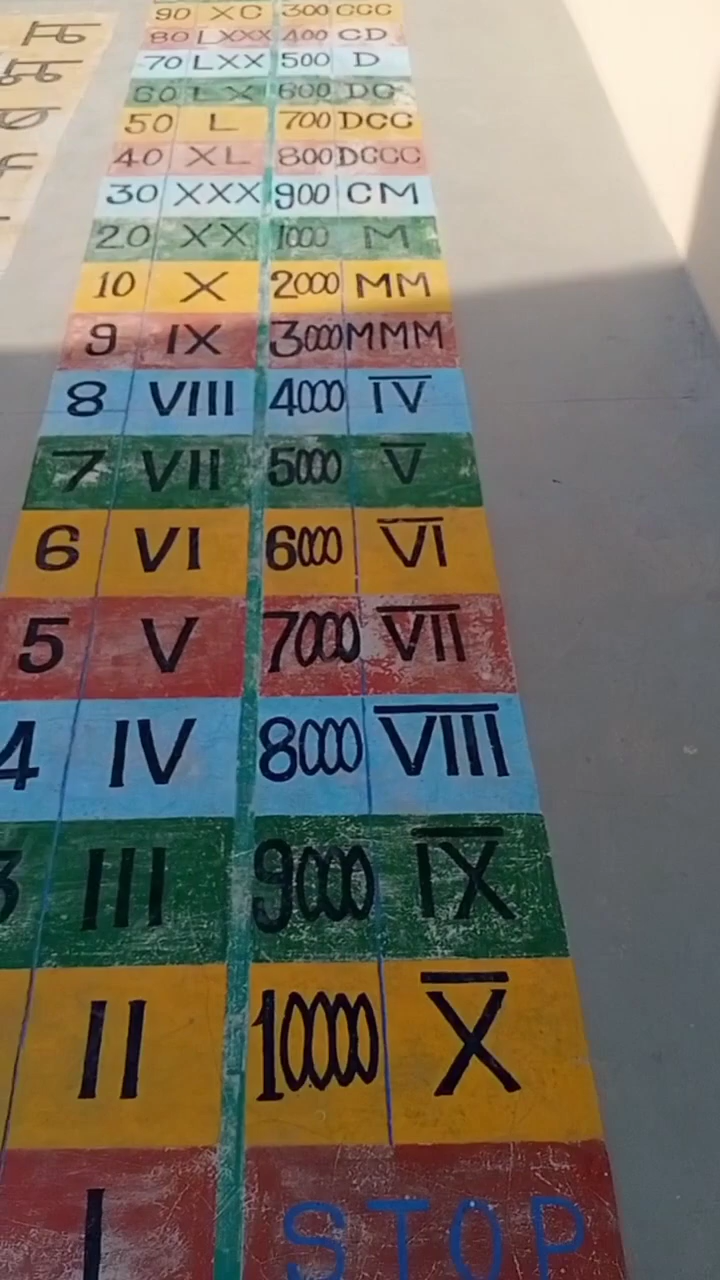 90 XC 300 CCC
80 LXXX 400 CD
70 LXX 500 D
60 LX 600 DC
50 L 700 DCC
40 XL 800 DCCC
30 XXX 900 CM
20 XX 1000 M
10 X 2000 MM
9 IX 3000 MMM
8 VIII 4000 I̅V̅
7 VII 5000 V̅
6 VI 6000 V̅I̅
5 V 7000 V̅I̅I̅
4 IV 8000 V̅I̅I̅I̅
3 III 9000 I̅X̅
II 10000 X̅
I STOP